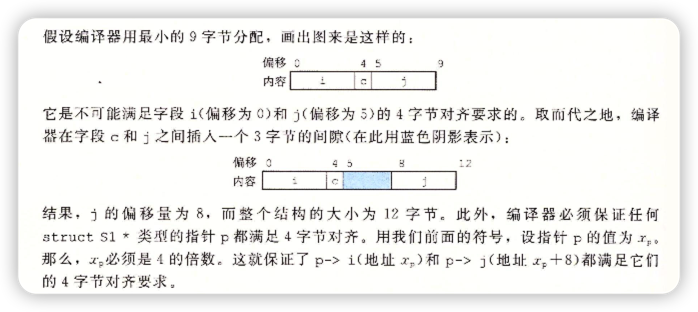 假设编译器用最小的9字节分配，画出图来是这样的：
偏移 0 4 5 9
内容 i c j
它是不可能满足字段 i(偏移为 0)和 j(偏移为 5)的 4 字节对齐要求的。取而代之地，编译
器在字段 c 和 j 之间插入一个 3 字节的间隙(在此用蓝色阴影表示)：
偏移 0 4 5 8 12
内容 i c j
结果，j 的偏移量为 8，而整个结构的大小为 12 字节。此外，编译器必须保证任何
struct S1 * 类型的指针 p 都满足 4 字节对齐。用我们前面的符号，设指针 p 的值为 xₚ。
那么，xₚ必须是 4 的倍数。这就保证了 p-> i(地址 xₚ)和 p-> j(地址 xₚ+8)都满足它们
的 4 字节对齐要求。